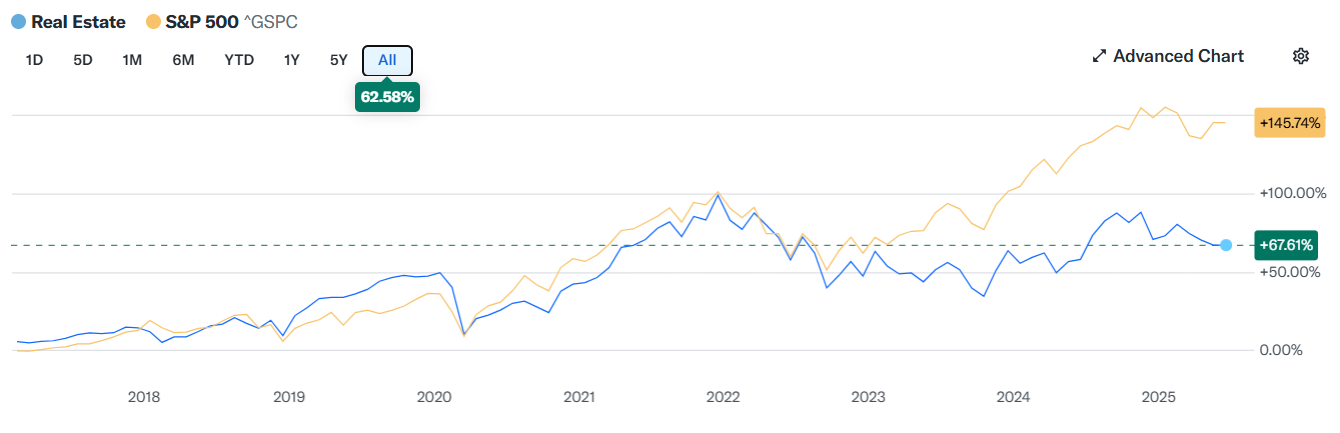 Real Estate S&P 500 ^GSPC
1D 5D 1M 6M YTD 1Y 5Y All Advanced Chart
62.58%
+145.74%
+100.00%
+67.61%
+50.00%
0.00%
2018 2019 2020 2021 2022 2023 2024 2025